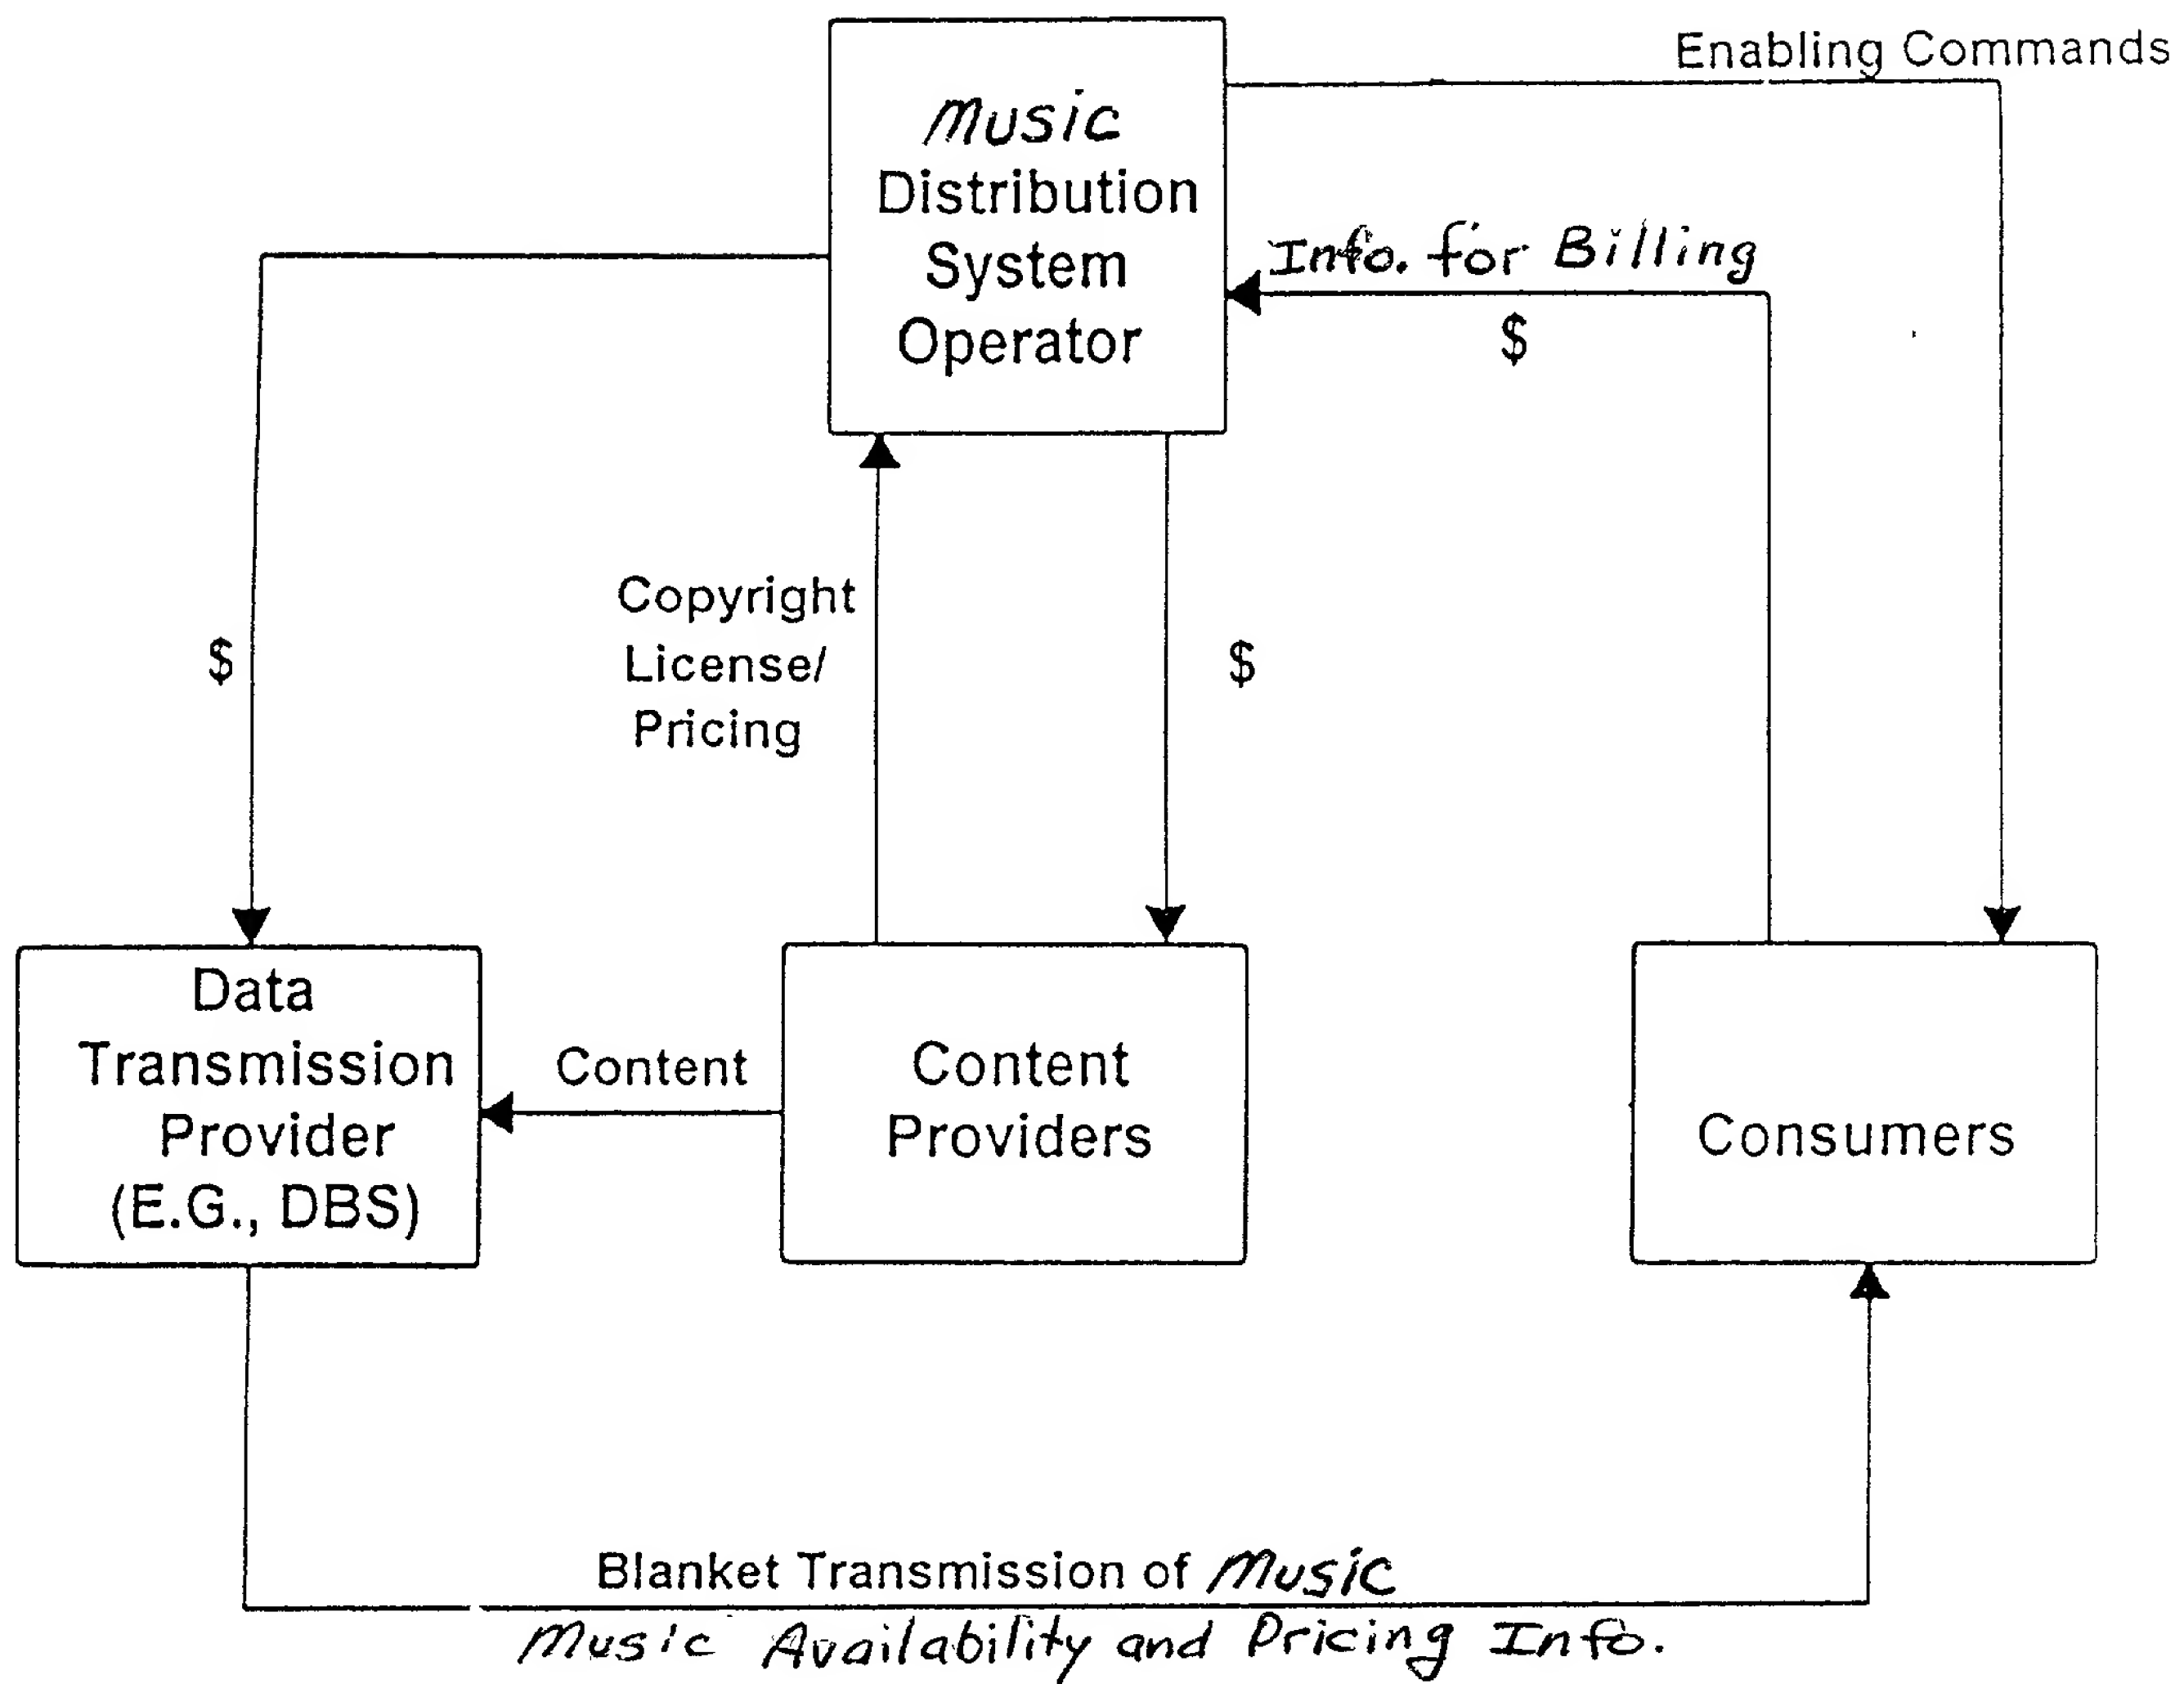 Enabling Commands
Music
Distribution
System
Operator
Info. for Billing
$
Copyright
License/
Pricing
$
$
Data
Transmission
Provider
(E.G., DBS)
Content
Content
Providers
Consumers
Blanket Transmission of Music
Music Availability and Pricing Info.